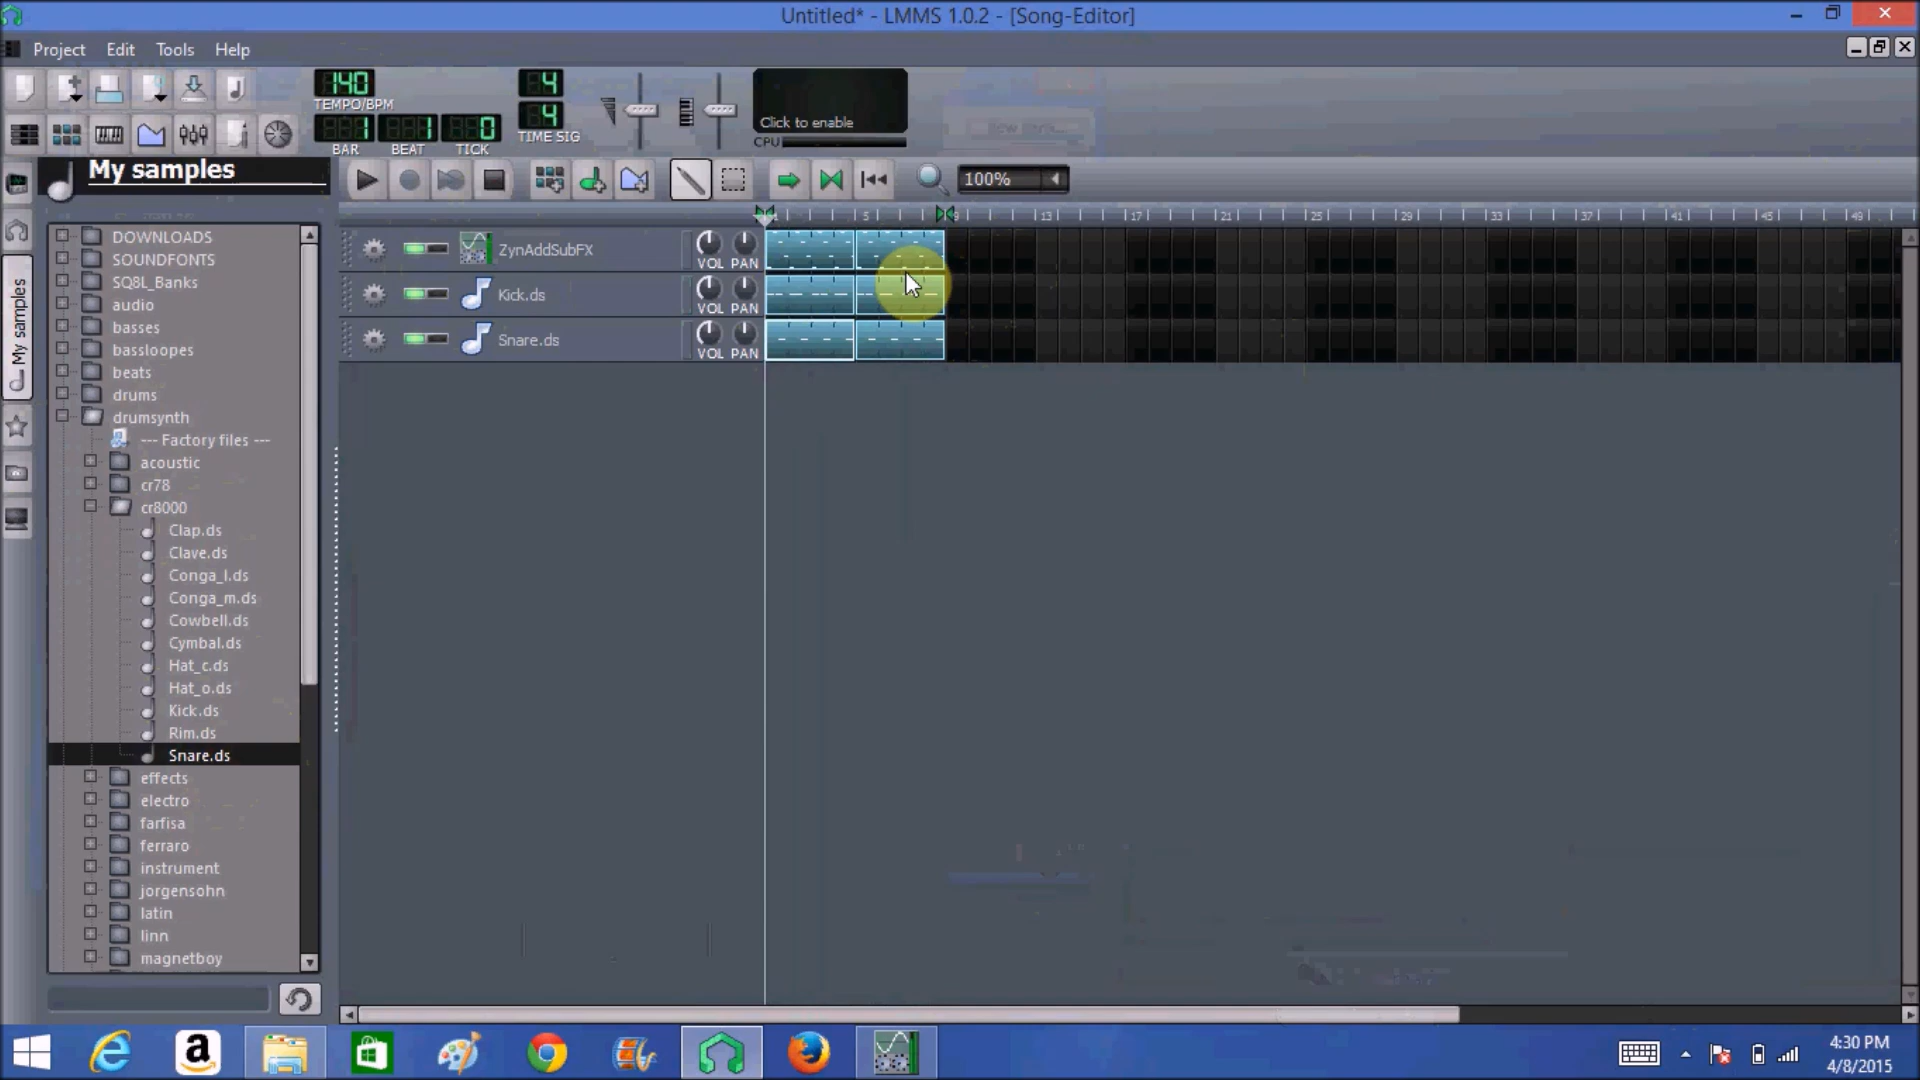 Untitled* - LMMS 1.0.2 - [Song-Editor]
Project Edit Tools Help
140
TEMPO/BPM
1 1 0
BAR BEAT TICK
4
4
TIME SIG
Click to enable
CPU
My samples
100%
5 9 13 17 21 25 29 33 37 41 45 49
My samples
DOWNLOADS
SOUNDFONTS
SQ8L_Banks
audio
basses
bassloopes
beats
drums
drumsynth
--- Factory files ---
acoustic
cr78
cr8000
Clap.ds
Clave.ds
Conga_l.ds
Conga_m.ds
Cowbell.ds
Cymbal.ds
Hat_c.ds
Hat_o.ds
Kick.ds
Rim.ds
Snare.ds
effects
electro
farfisa
ferraro
instrument
jorgensohn
latin
linn
magnetboy
ZynAddSubFX
VOL PAN
Kick.ds
VOL PAN
Snare.ds
VOL PAN
4:30 PM
4/8/2015